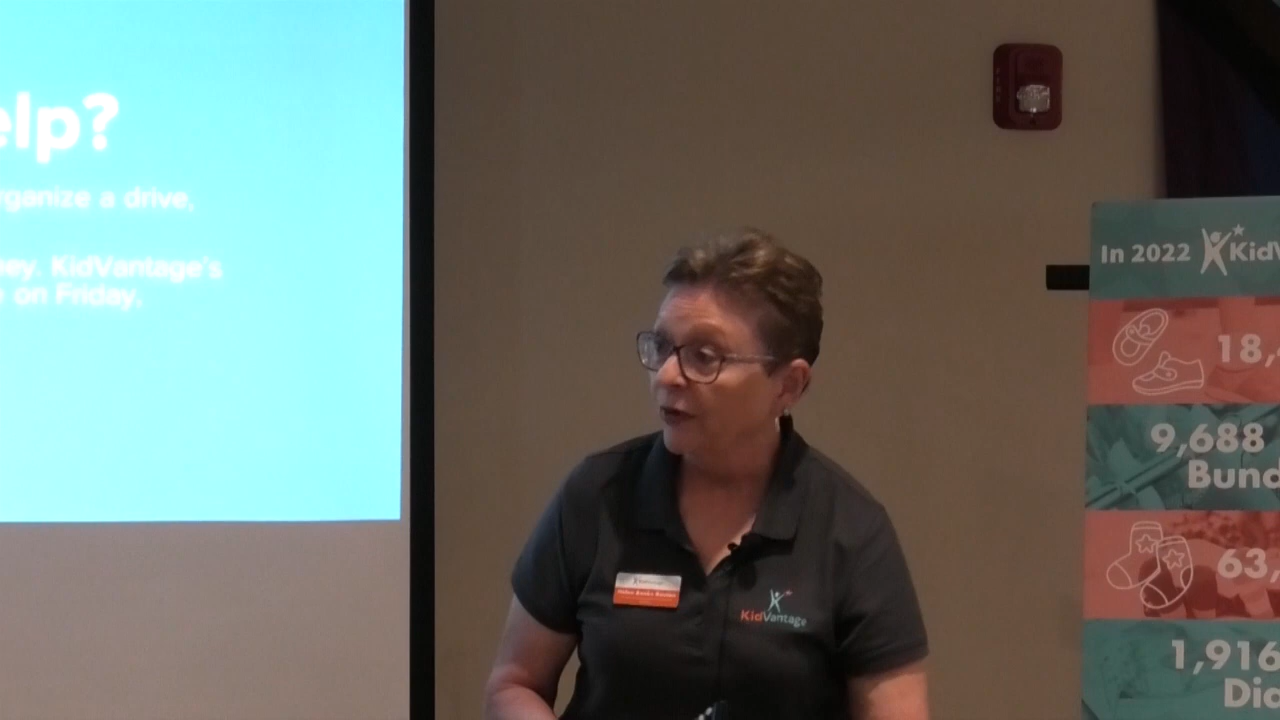 elp?
rganize a drive,
ney. KidVantage's
e on Friday,
In 2022 KidV
18,
9,688
Bund
63,
1,916
Dia
KidVantage